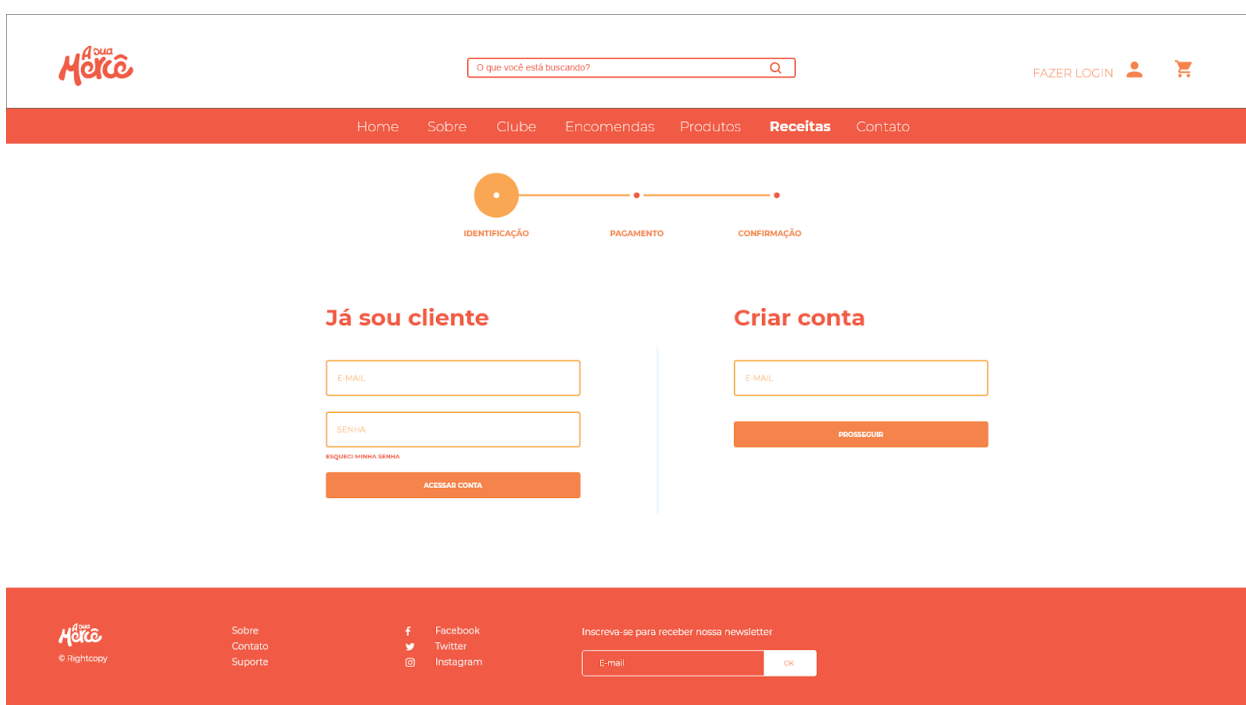 A sua
Mercê
O que você está buscando?
FAZER LOGIN
Home Sobre Clube Encomendas Produtos Receitas Contato
IDENTIFICAÇÃO PAGAMENTO CONFIRMAÇÃO
Já sou cliente
E-MAIL
SENHA
ESQUECI MINHA SENHA
ACESSAR CONTA
Criar conta
E-MAIL
PROSSEGUIR
A sua
Mercê
© Rightcopy
Sobre
Contato
Suporte
Facebook
Twitter
Instagram
Inscreva-se para receber nossa newsletter
E-mail OK